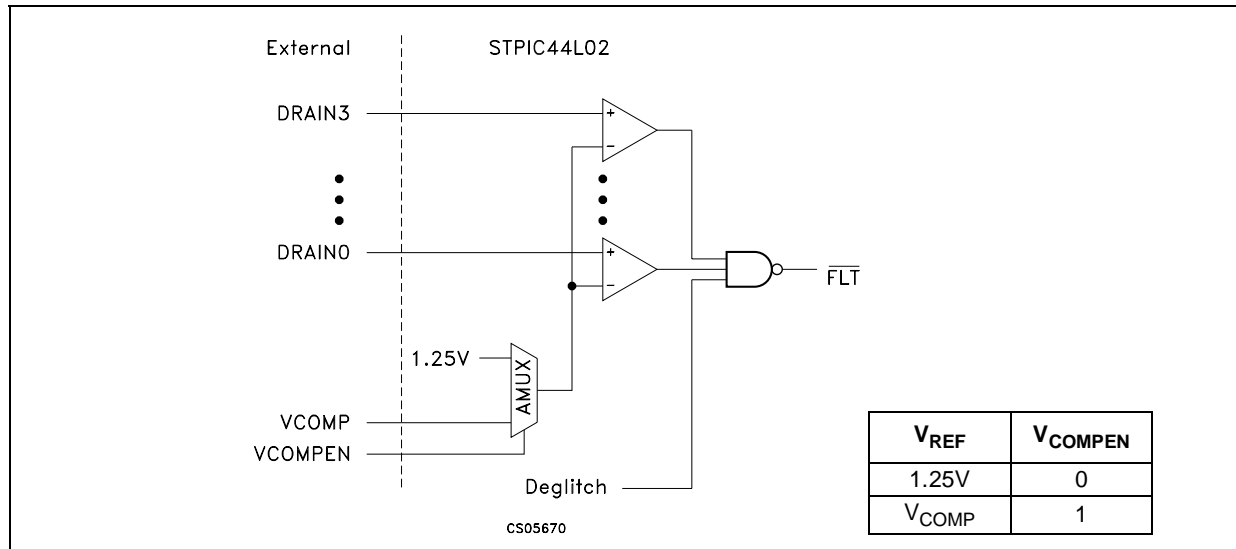 External
STPIC44L02
DRAIN3
+
-
DRAIN0
+
-
FLT
1.25V
AMUX
VCOMP
VCOMPEN
Deglitch
CS05670
VREF VCOMPEN
1.25V 0
VCOMP 1